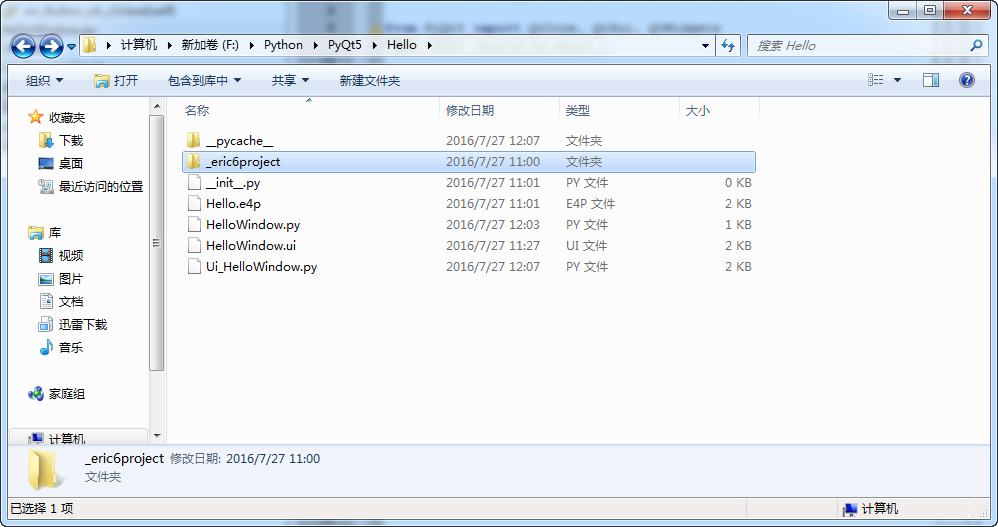 from PyQt5 import QtCore, QtGui, QtWidgets
计算机 新加卷 (F:) Python PyQt5 Hello 搜索 Hello
组织 打开 包含到库中 共享 新建文件夹
名称 修改日期 类型 大小
收藏夹
下载
桌面
最近访问的位置
库
视频
图片
文档
迅雷下载
音乐
家庭组
计算机
__pycache__ 2016/7/27 12:07 文件夹
_eric6project 2016/7/27 11:00 文件夹
__init__.py 2016/7/27 11:01 PY 文件 0 KB
Hello.e4p 2016/7/27 11:01 E4P 文件 2 KB
HelloWindow.py 2016/7/27 12:03 PY 文件 1 KB
HelloWindow.ui 2016/7/27 11:27 UI 文件 2 KB
Ui_HelloWindow.py 2016/7/27 12:07 PY 文件 2 KB
_eric6project 修改日期: 2016/7/27 11:00
文件夹
已选择 1 项 计算机